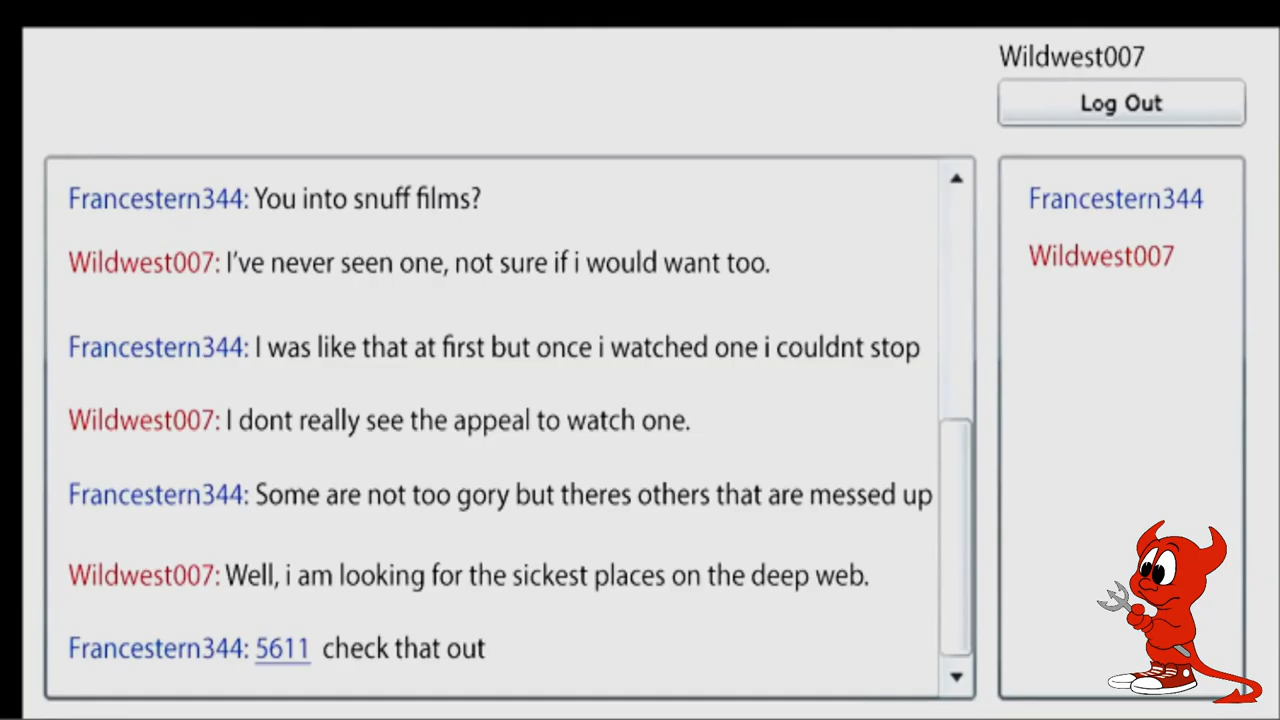 Wildwest007
Log Out
Francestern344: You into snuff films?
Wildwest007: I've never seen one, not sure if i would want too.
Francestern344: I was like that at first but once i watched one i couldnt stop
Wildwest007: I dont really see the appeal to watch one.
Francestern344: Some are not too gory but theres others that are messed up
Wildwest007: Well, i am looking for the sickest places on the deep web.
Francestern344: 5611 check that out
Francestern344
Wildwest007